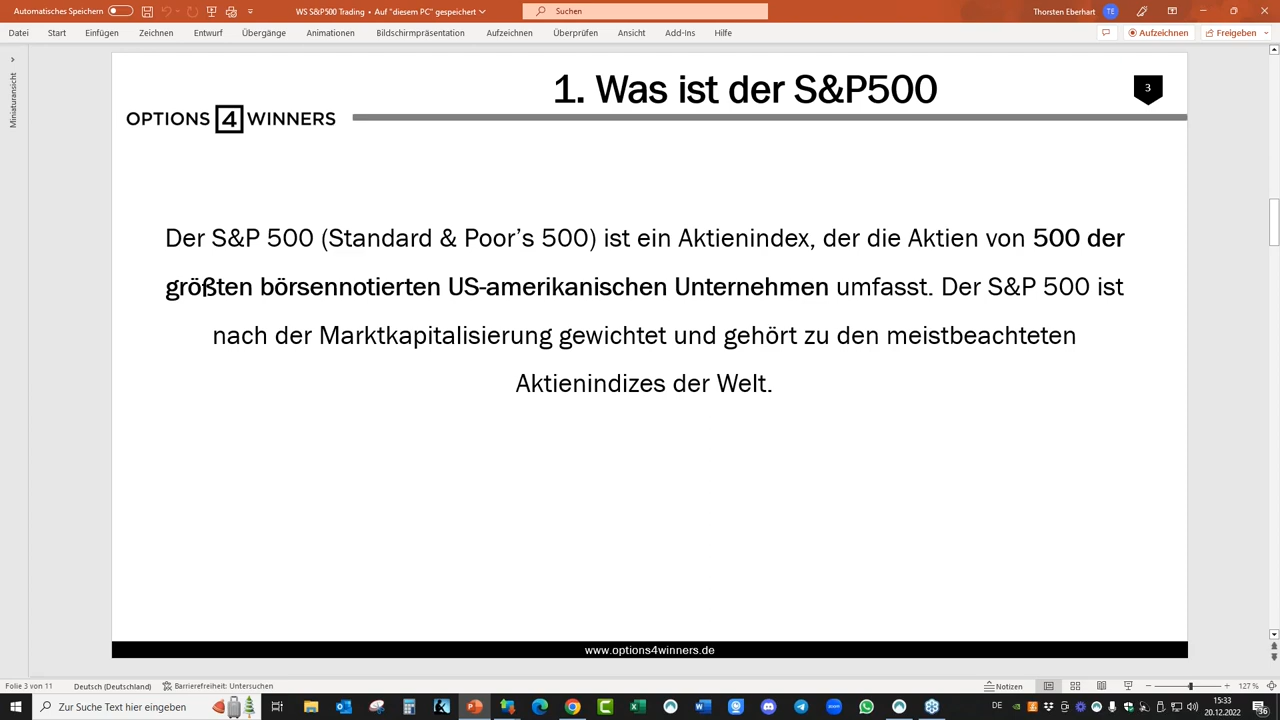 Automatisches Speichern
WS S&P500 Trading • Auf "diesem PC" gespeichert
Suchen
Thorsten Eberhart
TE
Datei Start Einfügen Zeichnen Entwurf Übergänge Animationen Bildschirmpräsentation Aufzeichnen Überprüfen Ansicht Add-Ins Hilfe
Aufzeichnen
Freigeben
Miniaturansicht
1. Was ist der S&P500
3
OPTIONS 4 WINNERS
Der S&P 500 (Standard & Poor’s 500) ist ein Aktienindex, der die Aktien von 500 der
größten börsennotierten US-amerikanischen Unternehmen umfasst. Der S&P 500 ist
nach der Marktkapitalisierung gewichtet und gehört zu den meistbeachteten
Aktienindizes der Welt.
www.options4winners.de
Folie 3 von 11 Deutsch (Deutschland) Barrierefreiheit: Untersuchen
Notizen
127 %
Zur Suche Text hier eingeben
DE
15:33
20.12.2022
36